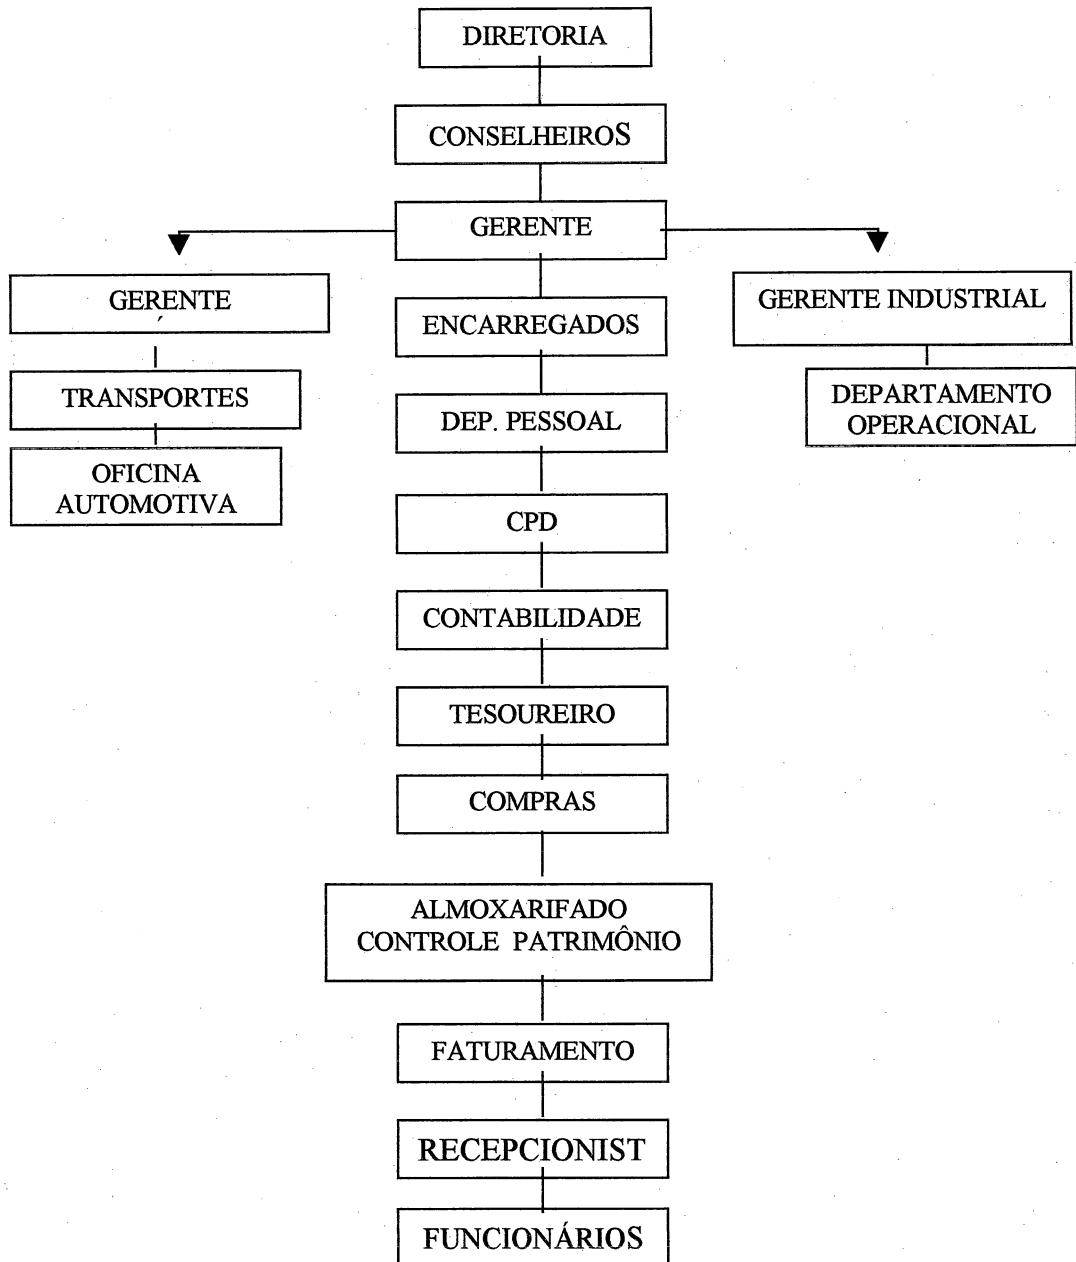 DIRETORIA
CONSELHEIROS
GERENTE
GERENTE
ENCARREGADOS
GERENTE INDUSTRIAL
TRANSPORTES
DEP. PESSOAL
DEPARTAMENTO
OPERACIONAL
OFICINA
AUTOMOTIVA
CPD
CONTABILIDADE
TESOUREIRO
COMPRAS
ALMOXARIFADO
CONTROLE PATRIMÔNIO
FATURAMENTO
RECEPCIONIST
FUNCIONÁRIOS